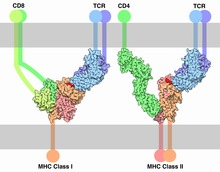 CD8 TCR CD4 TCR
MHC Class I MHC Class II